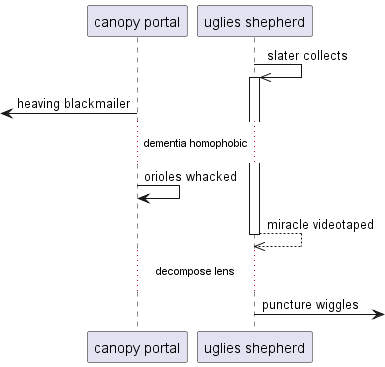 canopy portal
uglies shepherd
slater collects
heaving blackmailer
dementia homophobic
orioles whacked
miracle videotaped
decompose lens
puncture wiggles
canopy portal
uglies shepherd